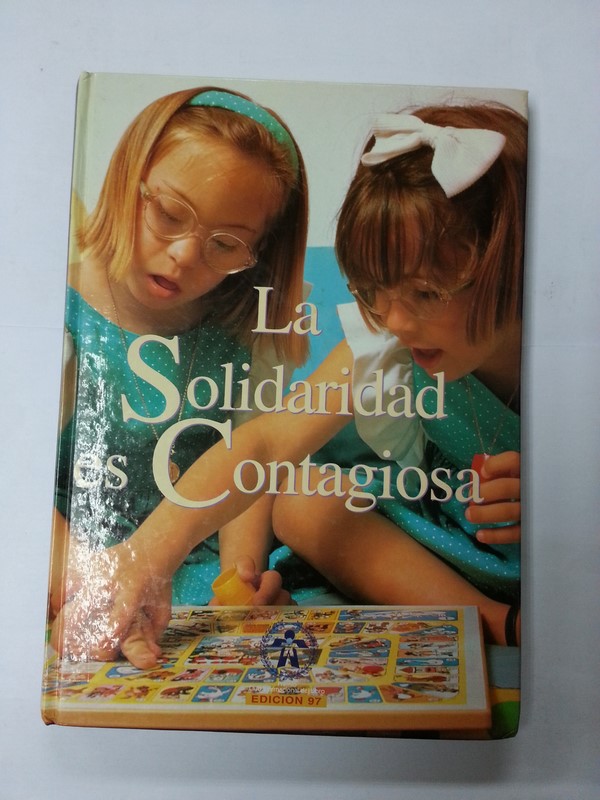 La
Solidaridad
es Contagiosa
EDICION 97